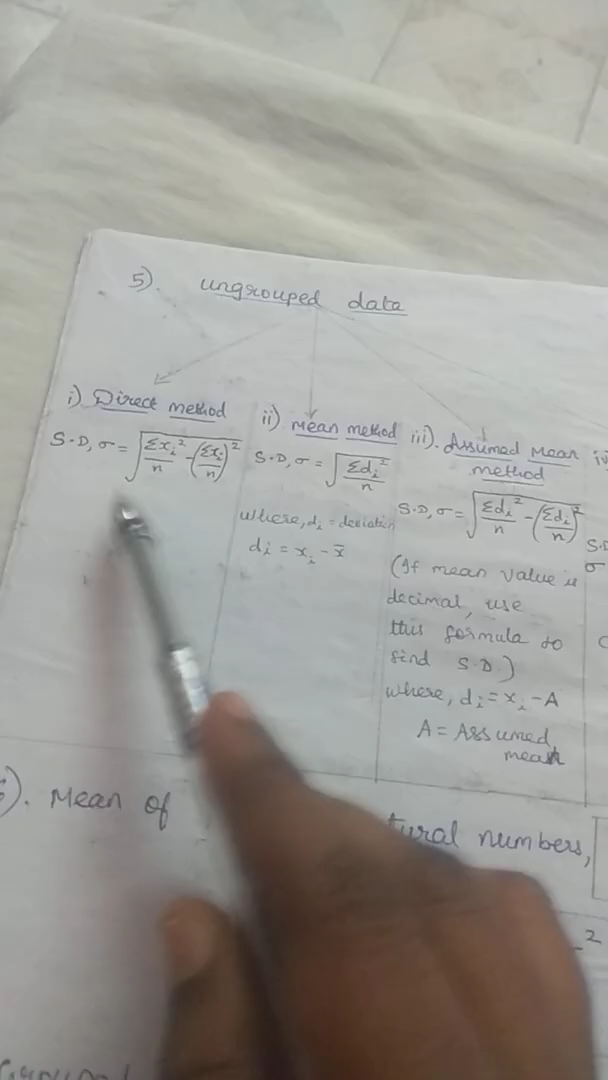 5). ungrouped data
i) Direct method
S.D, σ = √(Σxᵢ²/n - (Σxᵢ/n)²)
ii) Mean method
S.D, σ = √(Σdᵢ²/n)
where, dᵢ = deviation
dᵢ = xᵢ - x̄
iii). Assumed Mean
method
S.D, σ = √(Σdᵢ²/n - (Σdᵢ/n)²)
(If mean value is
decimal, use
this formula to
find S.D.)
where, dᵢ = xᵢ - A
A = Assumed
mean
S.D
σ
). Mean of
tural numbers,
2